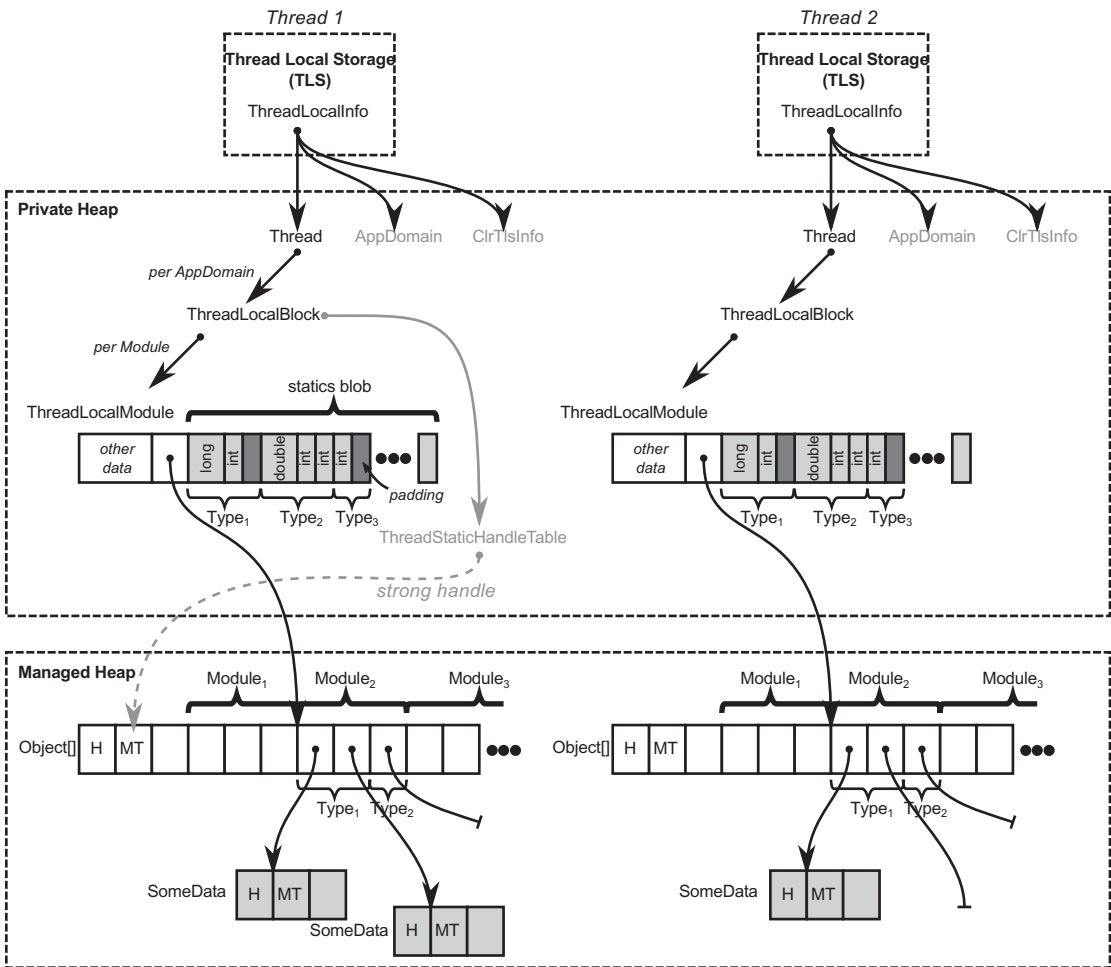 Thread 1
Thread 2
Thread Local Storage
(TLS)
ThreadLocalInfo
Thread Local Storage
(TLS)
ThreadLocalInfo
Private Heap
Thread AppDomain ClrTlsInfo
Thread AppDomain ClrTlsInfo
per AppDomain
ThreadLocalBlock
ThreadLocalBlock
per Module
statics blob
ThreadLocalModule
ThreadLocalModule
other
data
long int double int int int
other
data
long int double int int int
padding
Type1 Type2 Type3
Type1 Type2 Type3
ThreadStaticHandleTable
strong handle
Managed Heap
Module1 Module2 Module3
Module1 Module2 Module3
Object[] H MT
Object[] H MT
Type1 Type2
Type1 Type2
SomeData H MT
SomeData H MT
SomeData H MT